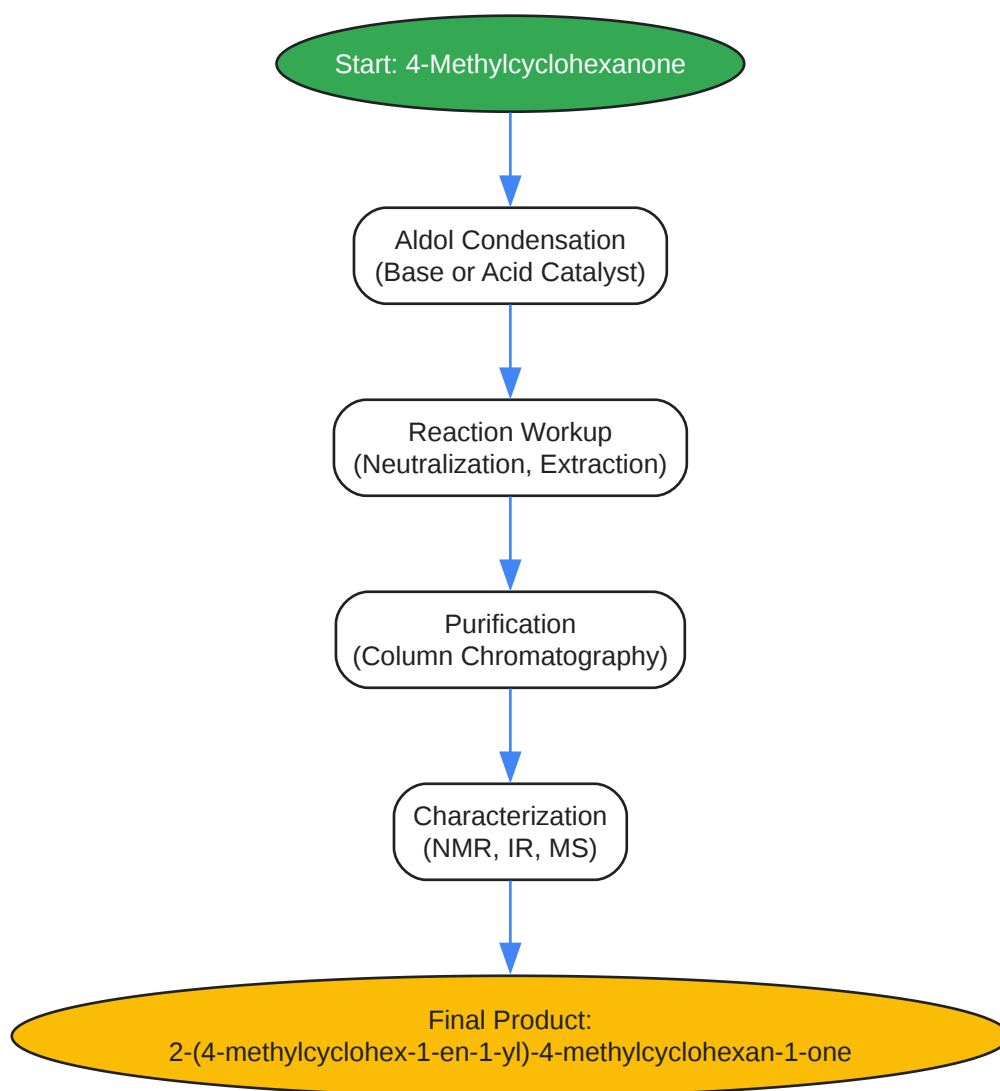 Start: 4-Methylcyclohexanone
Aldol Condensation
(Base or Acid Catalyst)
Reaction Workup
(Neutralization, Extraction)
Purification
(Column Chromatography)
Characterization
(NMR, IR, MS)
Final Product:
2-(4-methylcyclohex-1-en-1-yl)-4-methylcyclohexan-1-one